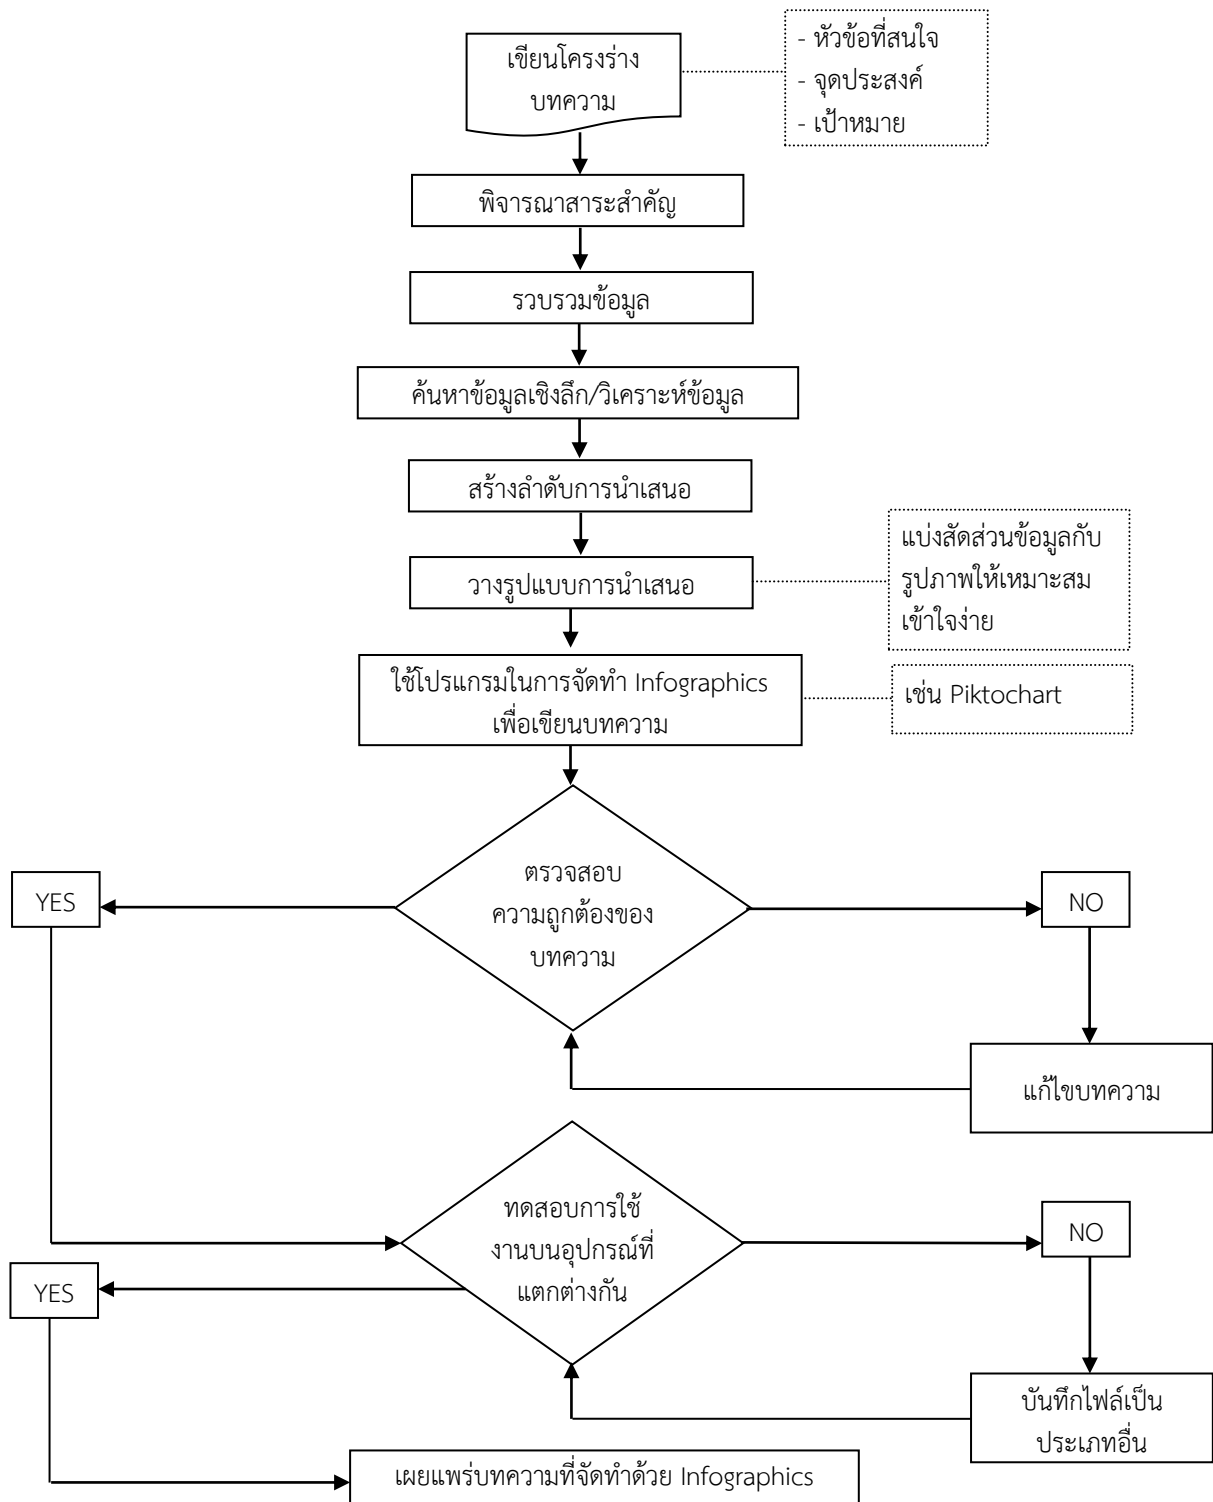 เขียนโครงร่าง
บทความ
- หัวข้อที่สนใจ
- จุดประสงค์
- เป้าหมาย
พิจารณาสาระสำคัญ
รวบรวมข้อมูล
ค้นหาข้อมูลเชิงลึก/วิเคราะห์ข้อมูล
สร้างลำดับการนำเสนอ
วางรูปแบบการนำเสนอ
แบ่งสัดส่วนข้อมูลกับ
รูปภาพให้เหมาะสม
เข้าใจง่าย
ใช้โปรแกรมในการจัดทำ Infographics
เพื่อเขียนบทความ
เช่น Piktochart
ตรวจสอบ
ความถูกต้องของ
บทความ
YES
NO
แก้ไขบทความ
ทดสอบการใช้
งานบนอุปกรณ์ที่
แตกต่างกัน
NO
YES
บันทึกไฟล์เป็น
ประเภทอื่น
เผยแพร่บทความที่จัดทำด้วย Infographics